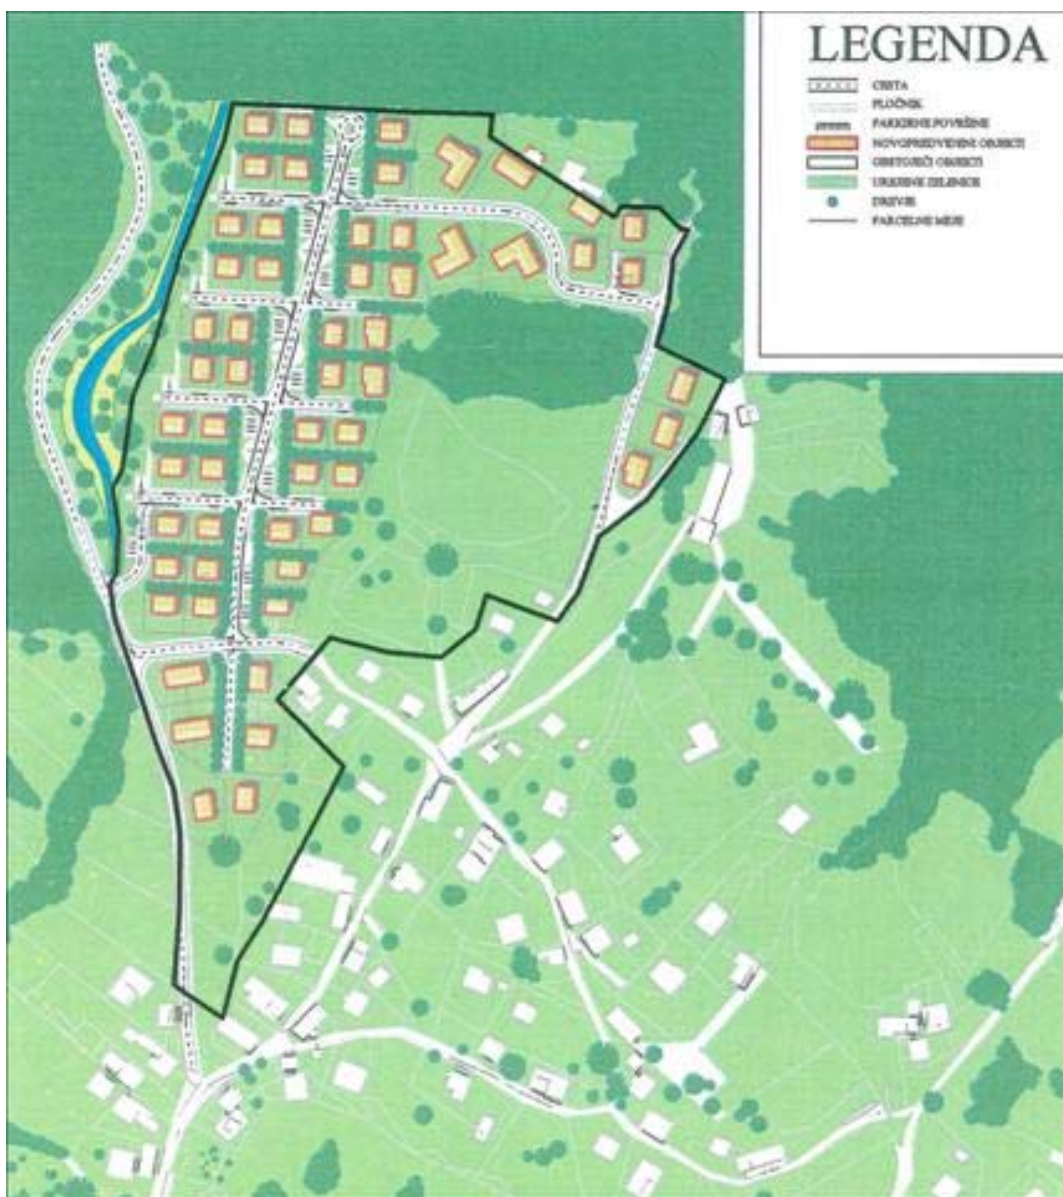 LEGENDA
CESTA
PLOČNIK
PARKIRNE POVRŠINE
NOVOPREDVIDENI OBJEKTI
OBSTOJEČI OBJEKTI
UREJENE ZELENICE
DREVJE
PARCELNE MEJE